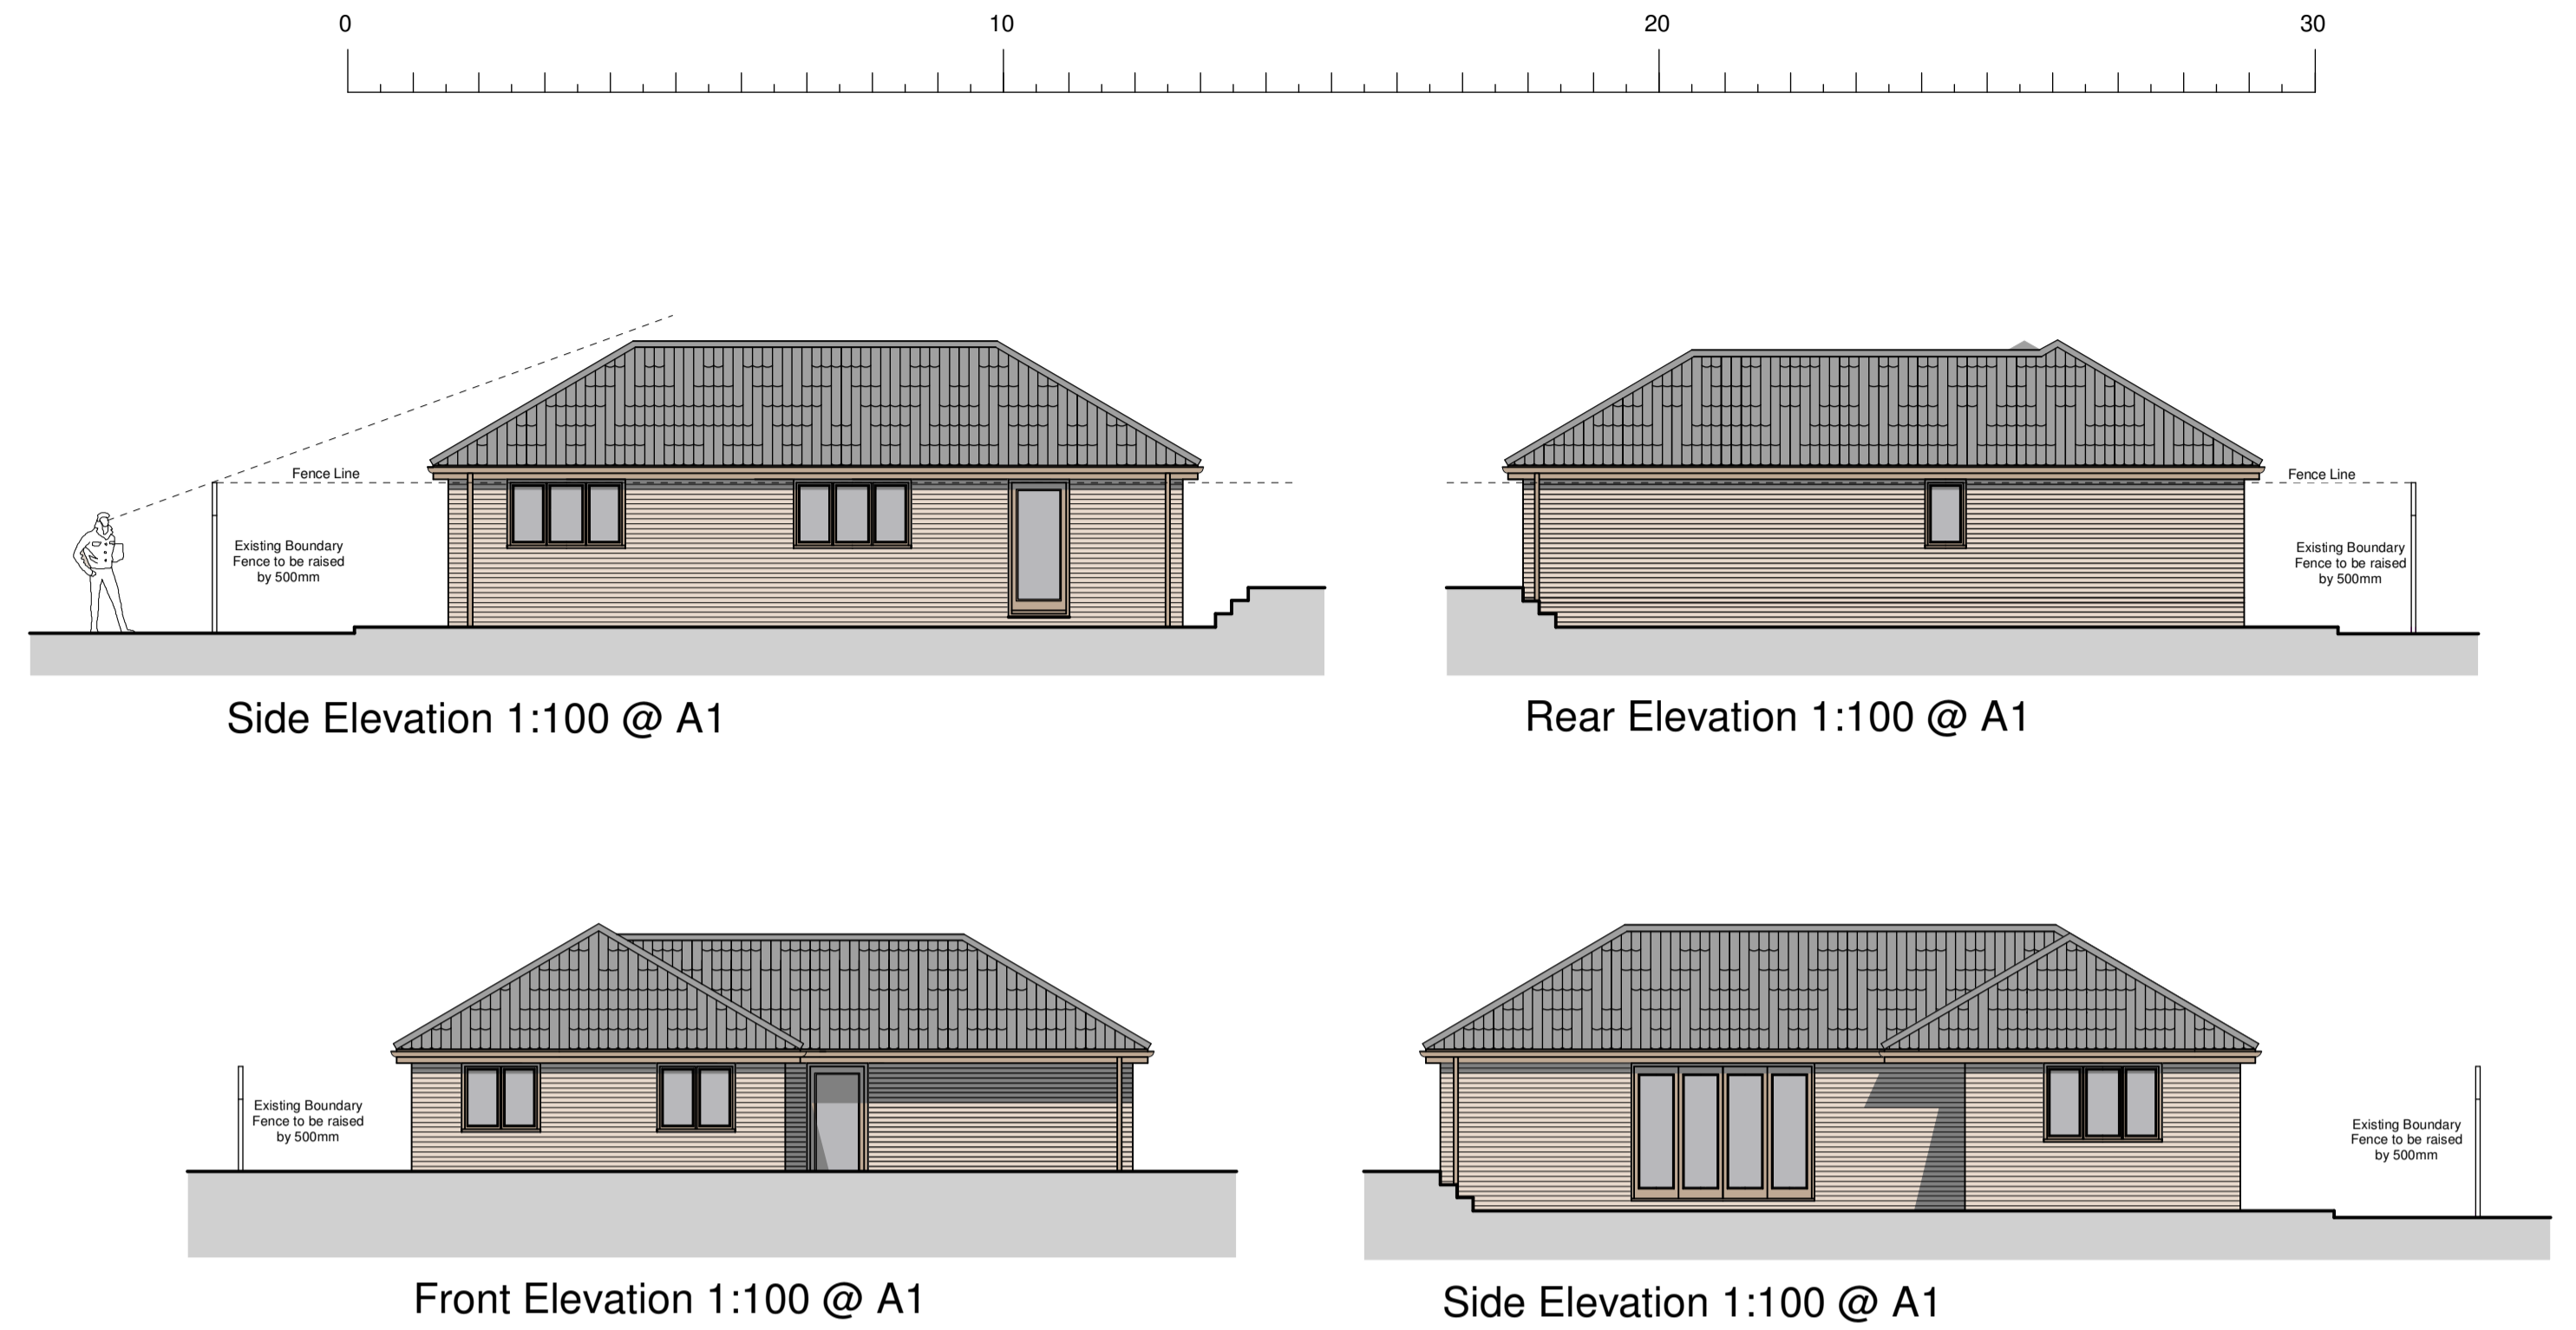 0 10 20 30
Fence Line
Existing Boundary
Fence to be raised
by 500mm
Side Elevation 1:100 @ A1
Fence Line
Existing Boundary
Fence to be raised
by 500mm
Rear Elevation 1:100 @ A1
Existing Boundary
Fence to be raised
by 500mm
Front Elevation 1:100 @ A1
Existing Boundary
Fence to be raised
by 500mm
Side Elevation 1:100 @ A1